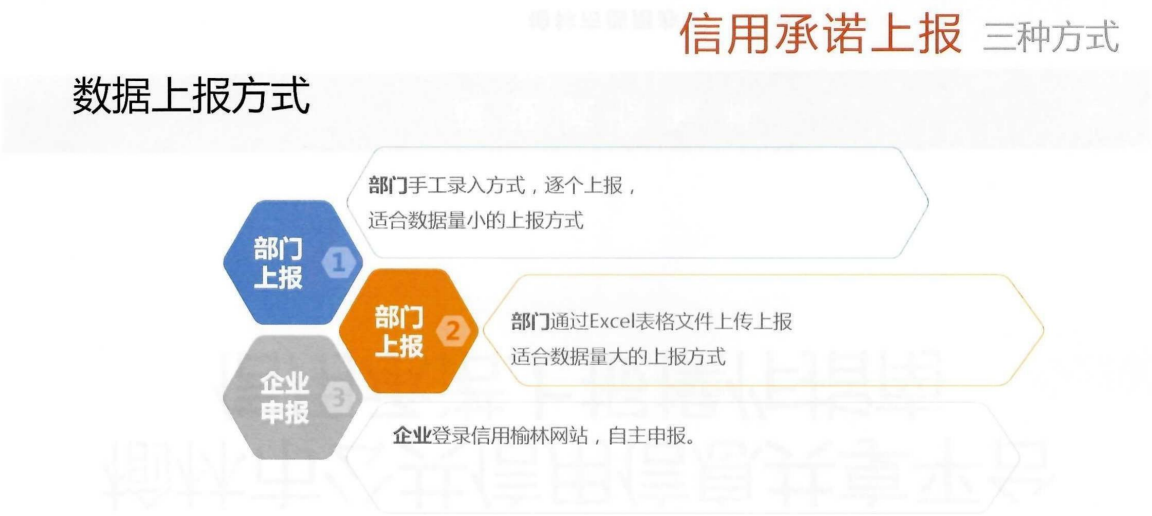 信用承诺上报 三种方式
数据上报方式
部门手工录入方式，逐个上报，
适合数据量小的上报方式
部门
上报
1
部门通过Excel表格文件上传上报
适合数据量大的上报方式
部门
上报
2
企业
申报
3
企业登录信用榆林网站，自主申报。